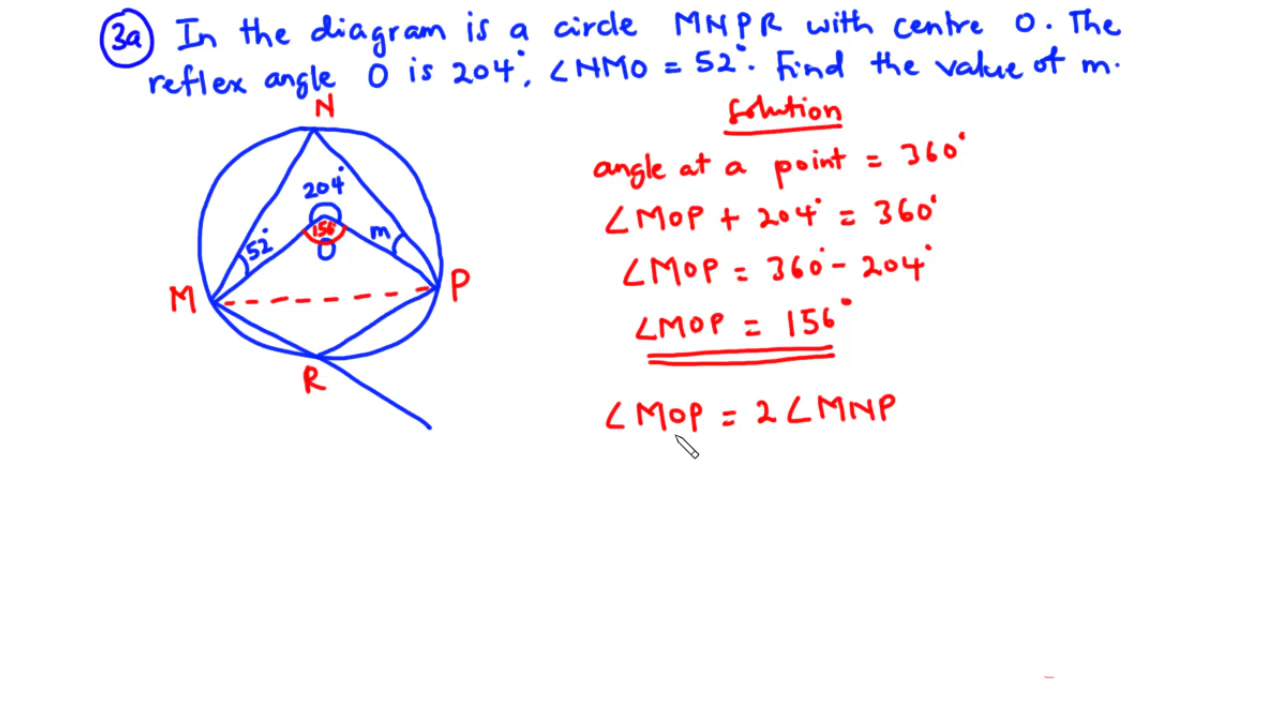 3a In the diagram is a circle MNPR with centre O. The
reflex angle O is 204°, ∠NMO = 52°. Find the value of m.
Solution
N
204°
156
O
52°
m
M
P
R
angle at a point = 360°
∠MOP + 204° = 360°
∠MOP = 360° - 204°
∠MOP = 156°
∠MOP = 2∠MNP